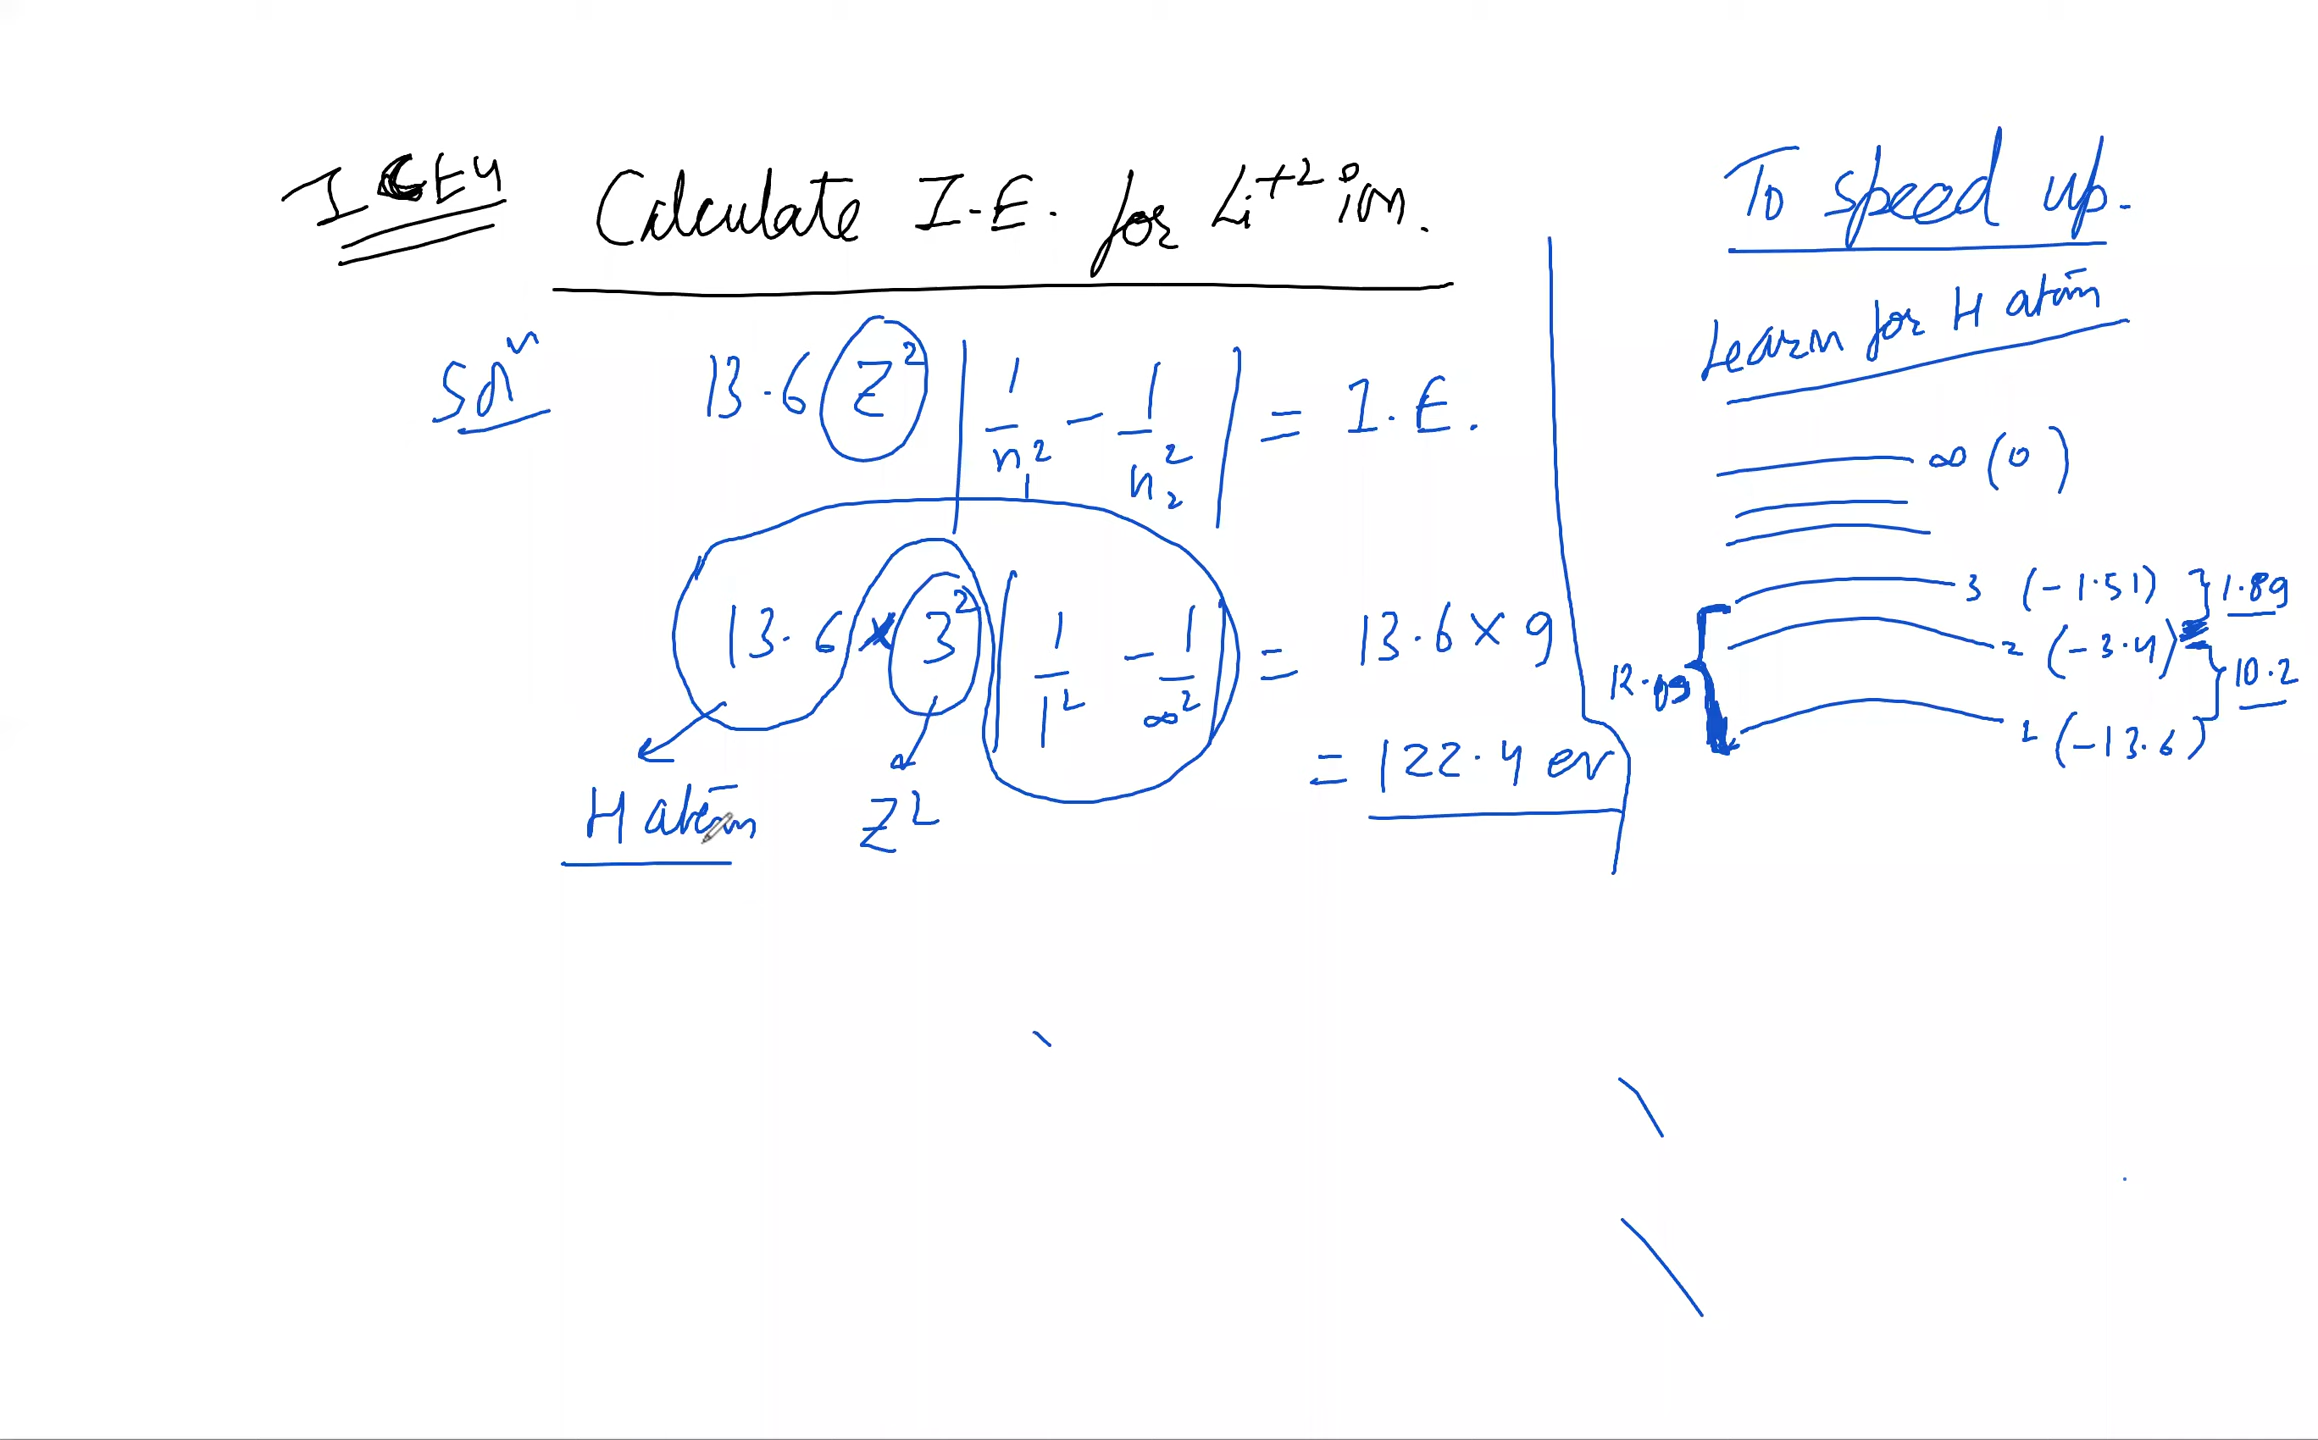 Calculate I.E. for Li+2 ion.
Solⁿ 13.6 Z² | 1/n₁² - 1/n₂² | = I.E.
13.6 × 3² | 1/1² - 1/∞² | = 13.6 × 9
= 122.4 ev
H atom Z²
To speed up.
Learn for H atom
∞ (0)
3 (-1.51) } 1.89
2 (-3.4)
10.2
12.09
1 (-13.6)